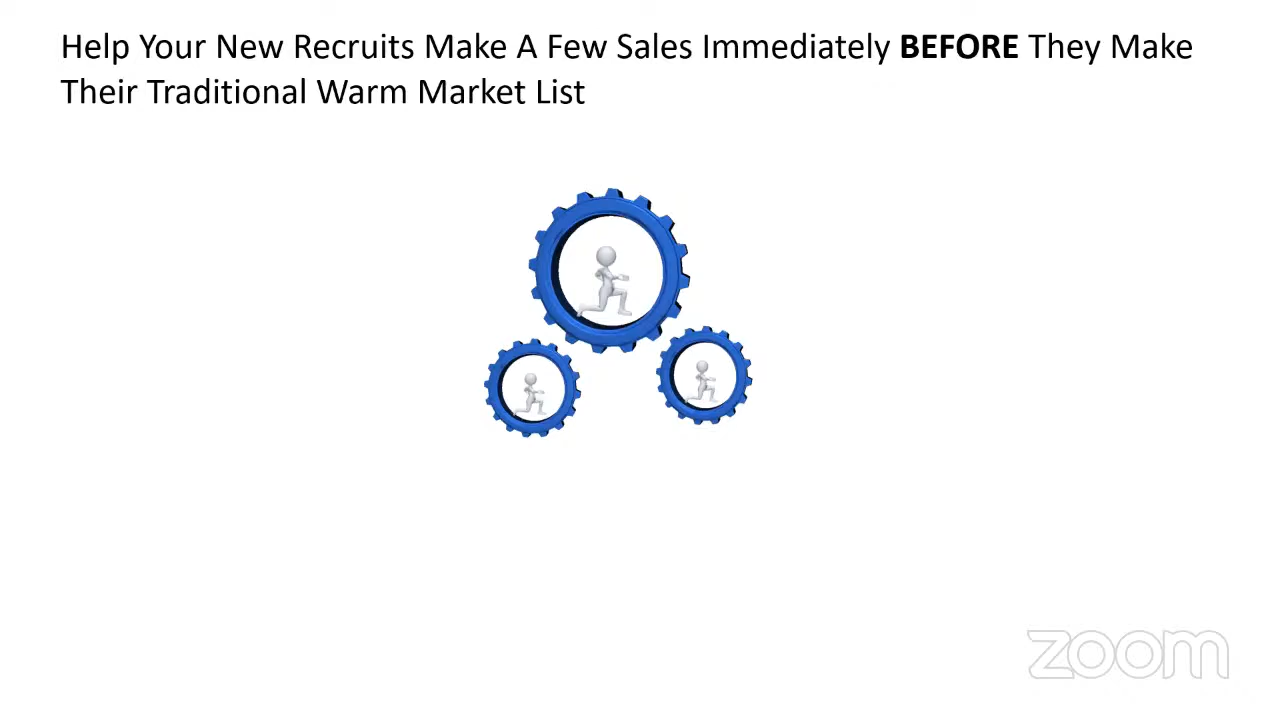 Help Your New Recruits Make A Few Sales Immediately BEFORE They Make
Their Traditional Warm Market List
zoom